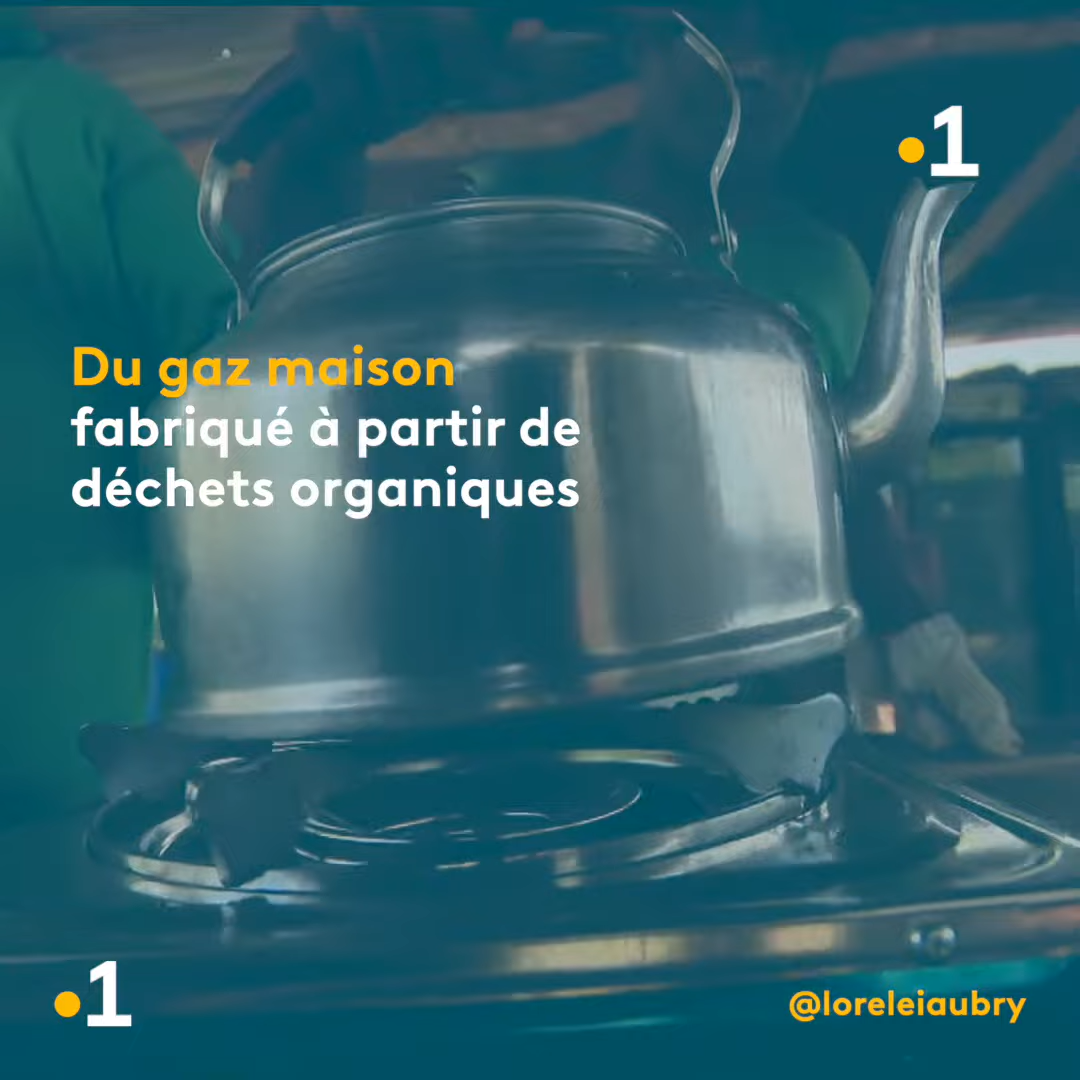 1
Du gaz maison
fabriqué à partir de
déchets organiques
1
@loreleiaubry